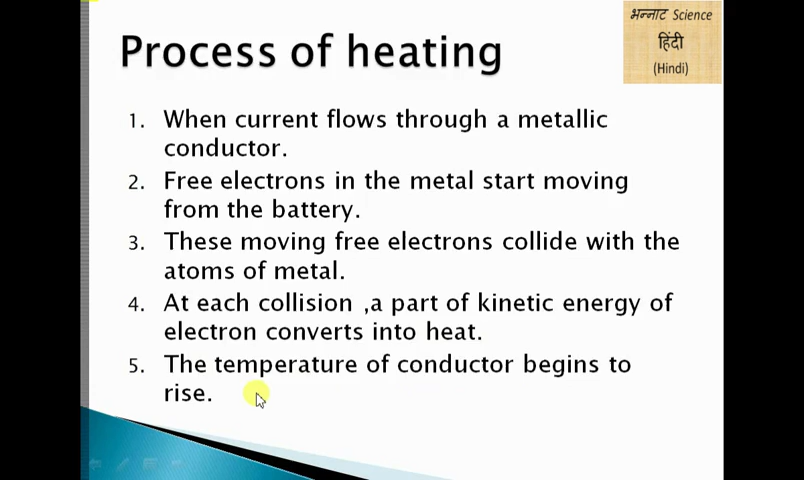 भन्नाट Science
हिंदी
(Hindi)
Process of heating
1. When current flows through a metallic
conductor.
2. Free electrons in the metal start moving
from the battery.
3. These moving free electrons collide with the
atoms of metal.
4. At each collision ,a part of kinetic energy of
electron converts into heat.
5. The temperature of conductor begins to
rise.